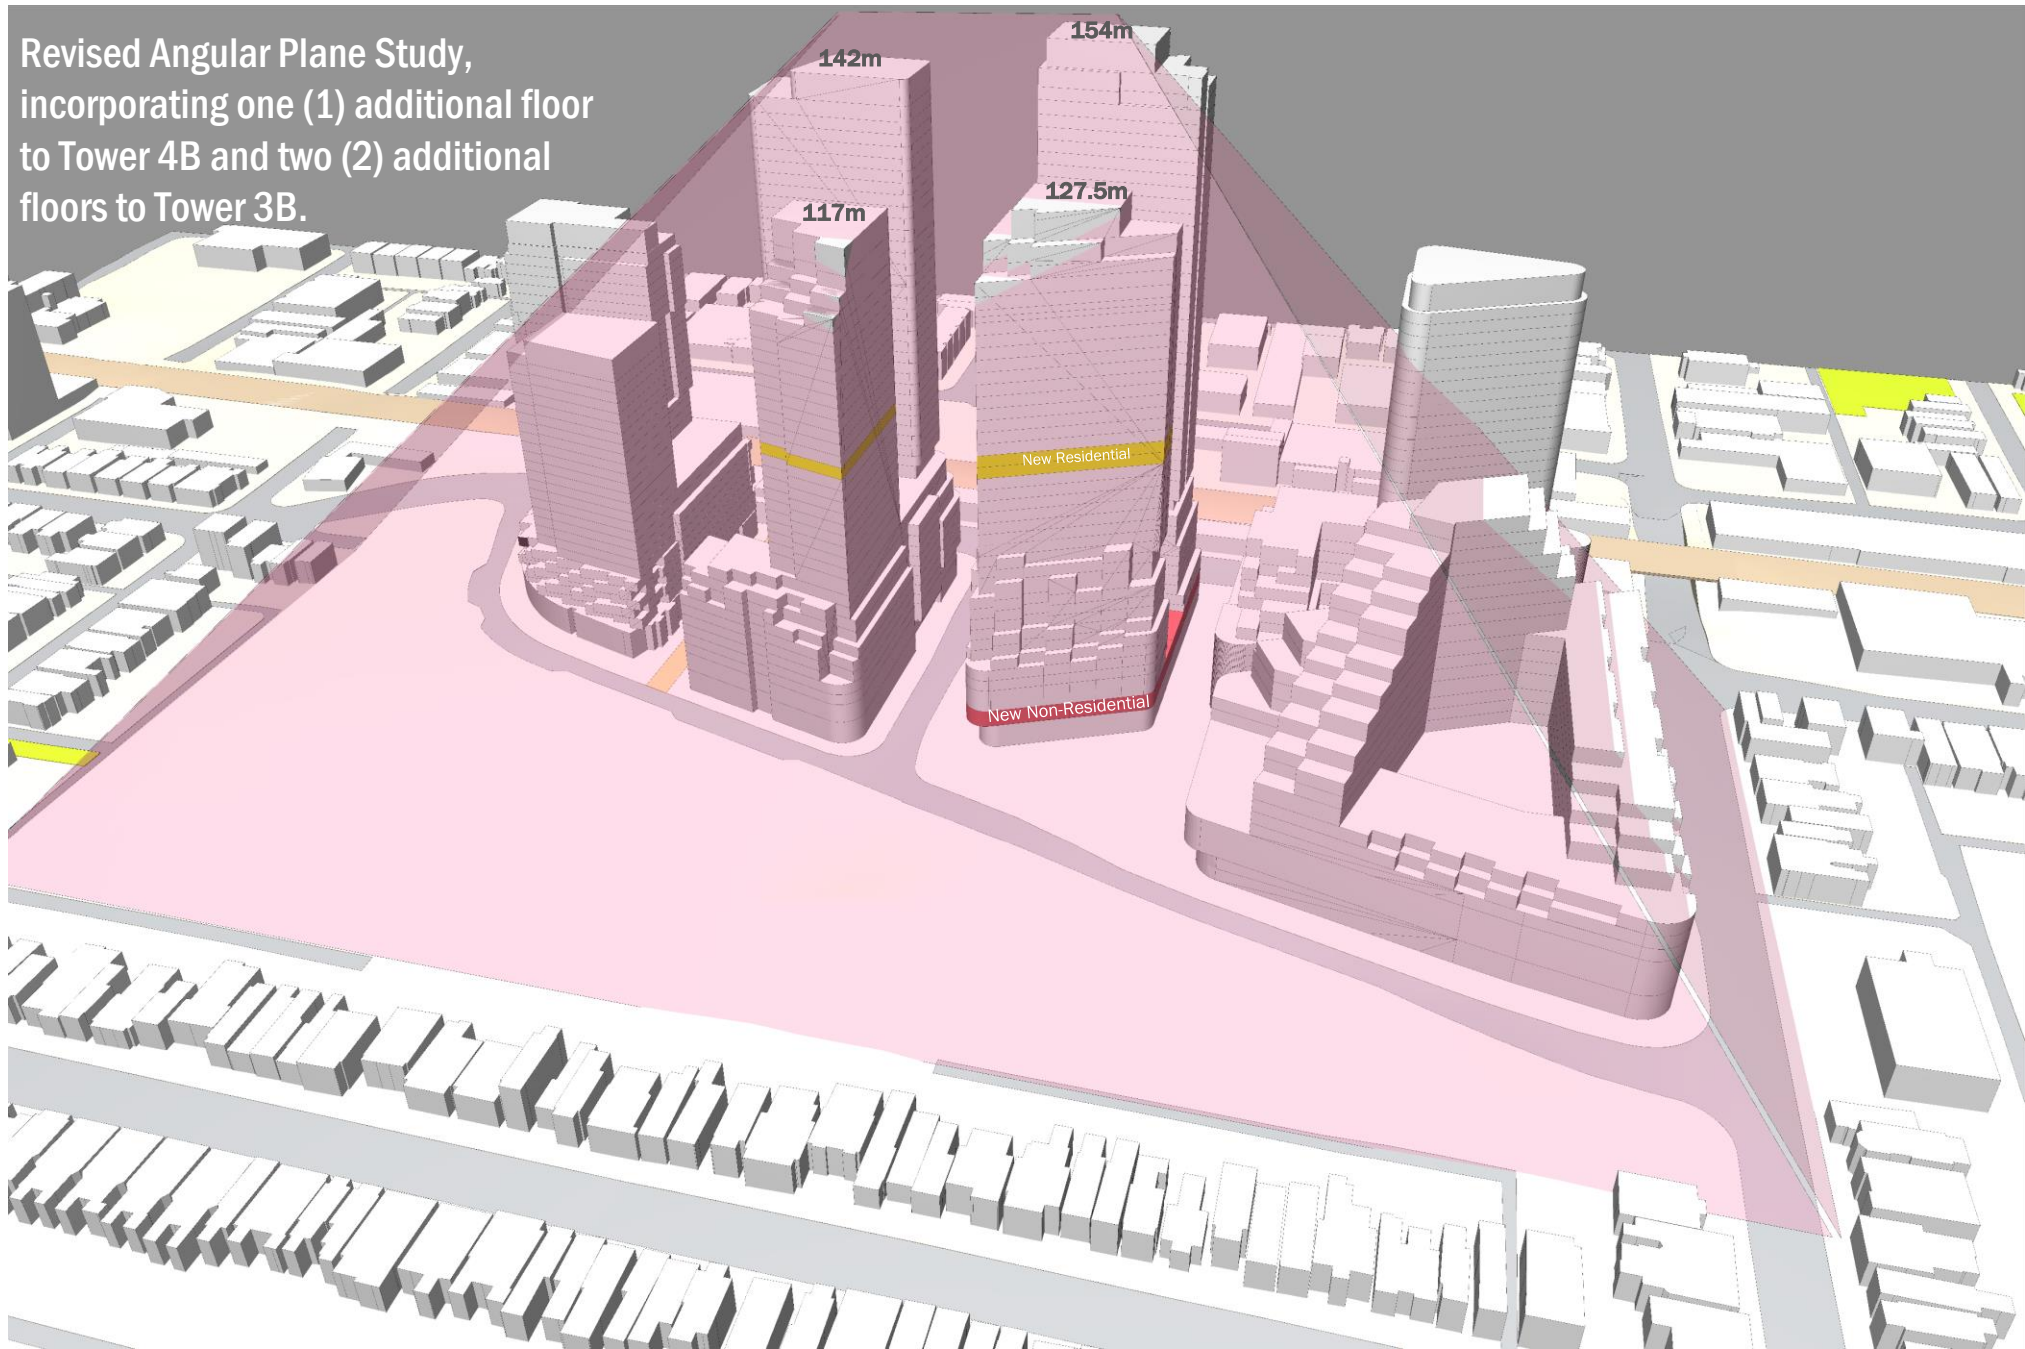 Revised Angular Plane Study,
incorporating one (1) additional floor
to Tower 4B and two (2) additional
floors to Tower 3B.
154m
142m
127.5m
117m
New Residential
New Non-Residential